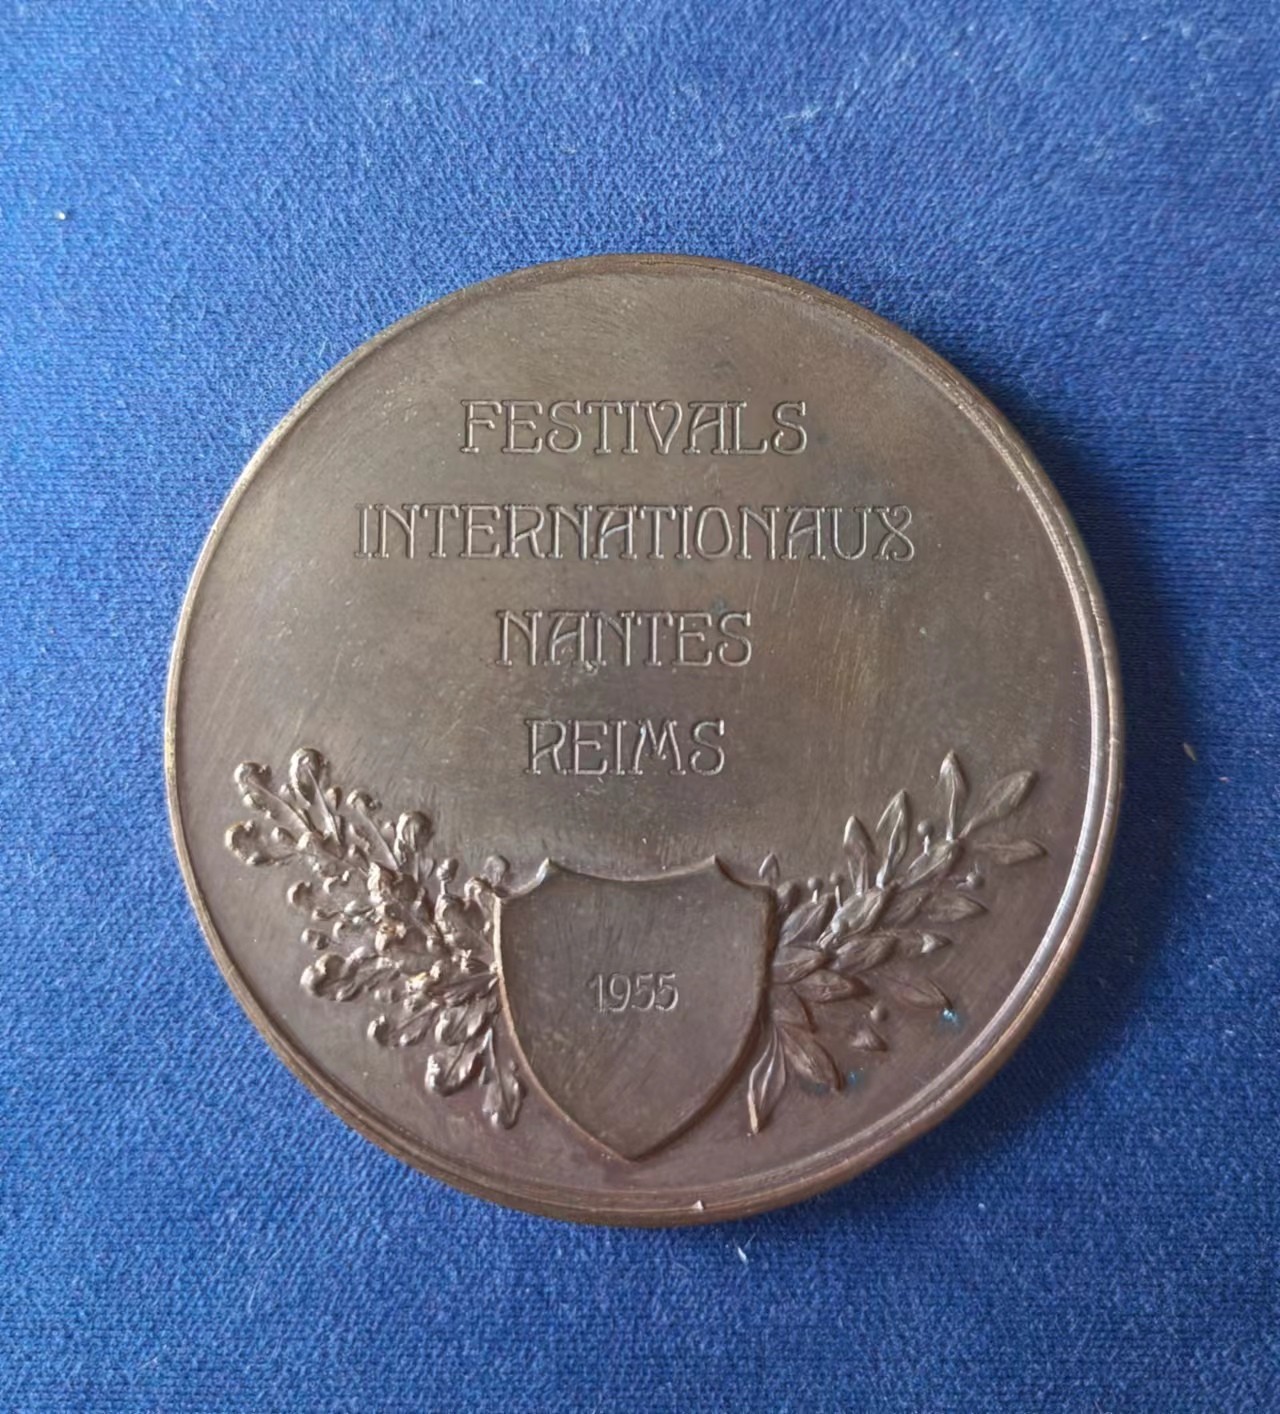 FESTIVALS
INTERNATIONAUX
NANTES
REIMS
1955